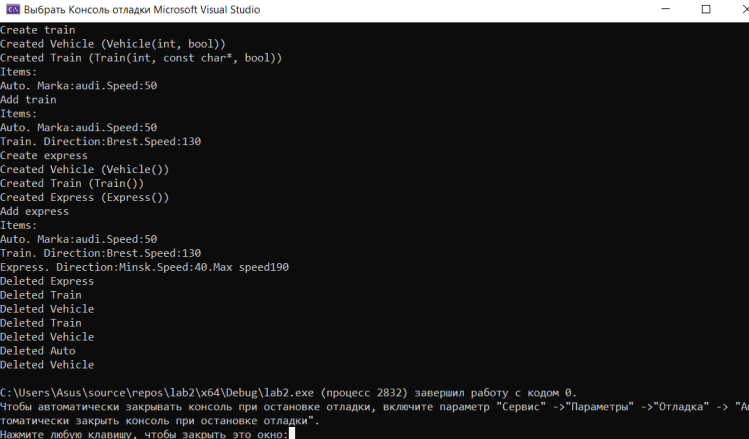 Выбрать Консоль отладки Microsoft Visual Studio
Create train
Created Vehicle (Vehicle(int, bool))
Created Train (Train(int, const char*, bool))
Items:
Auto. Marka:audi.Speed:50
Add train
Items:
Auto. Marka:audi.Speed:50
Train. Direction:Brest.Speed:130
Create express
Created Vehicle (Vehicle())
Created Train (Train())
Created Express (Express())
Add express
Items:
Auto. Marka:audi.Speed:50
Train. Direction:Brest.Speed:130
Express. Direction:Minsk.Speed:40.Max speed190
Deleted Express
Deleted Train
Deleted Vehicle
Deleted Train
Deleted Vehicle
Deleted Auto
Deleted Vehicle
C:\Users\Asus\source\repos\lab2\x64\Debug\lab2.exe (процесс 2832) завершил работу с кодом 0.
Чтобы автоматически закрывать консоль при остановке отладки, включите параметр "Сервис" ->"Параметры" ->"Отладка" -> "Ав
томатически закрыть консоль при остановке отладки".
Нажмите любую клавишу, чтобы закрыть это окно: